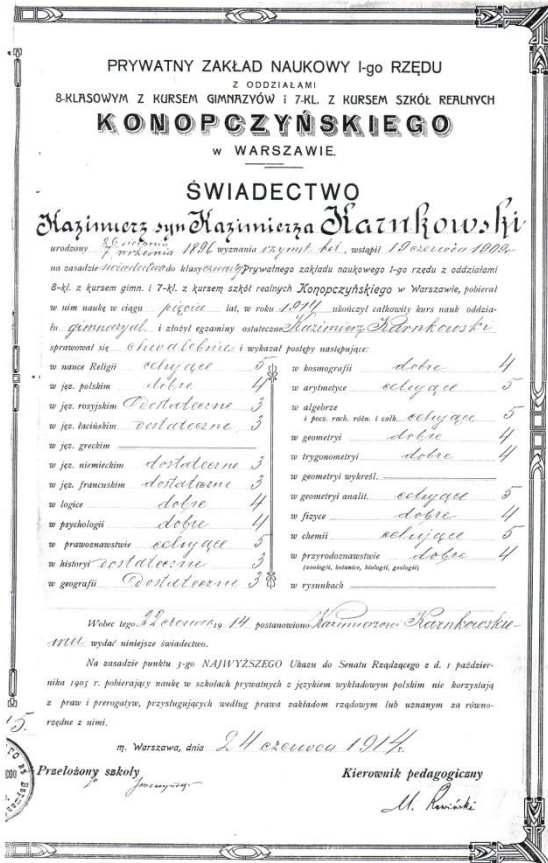 PRYWATNY ZAKŁAD NAUKOWY I-go RZĘDU
Z ODDZIAŁAMI
8-KLASOWYM Z KURSEM GIMNAZYÓW i 7-KL. Z KURSEM SZKÓŁ REALNYCH
KONOPCZYŃSKIEGO
w WARSZAWIE.
ŚWIADECTWO
Kazimierz syn Kazimierza Karnkowski
26 sierpnia
urodzony 7 września 1896 wyznania rzymsk. kat., wstąpił 19 czerwca 1909
na zasadzie świadectwa do klasy czwartej Prywatnego zakładu naukowego I-go rzędu z oddziałami
8-kl. z kursem gimn. i 7-kl. z kursem szkół realnych Konopczyńskiego w Warszawie, pobierał
w nim naukę w ciągu pięciu lat, w roku 1914 ukończył całkowity kurs nauk oddzia-
łu gimnazyal. i złożył egzaminy ostateczne Kazimierz Karnkowski
sprawował się chwalebnie i wykazał postępy następujące:
w nauce Religii celujące 5
w jęz. polskim dobre 4
w jęz. rosyjskim Dostateczne 3
w jęz. łacińskim dostateczne 3
w jęz. greckim
w jęz. niemieckim dostateczne 3
w jęz. francuskim dostateczne 3
w logice dobre 4
w psychologii dobre 4
w prawoznawstwie celujące 5
w historyi dostateczne 3
w geografii Dostateczne 3
w kosmografii dobre 4
w arytmetyce celujące 5
w algebrze
i pocz. rach. różn. i całk. celujące 5
w geometryi dobre 4
w trygonometryi dobre 4
w geometryi wykreśl.
w geometryi analit. celujące 5
w fizyce dobre 4
w chemii celujące 5
w przyrodoznawstwie dobre 4
(zoologii, botanice, biologii, geologii)
w rysunkach
Wobec tego 22 czerwca 1914 postanowiono Kazimierzowi Karnkowskie-
mu wydać niniejsze świadectwo.
Na zasadzie punktu 3-go NAJWYŻSZEGO Ukazu do Senatu Rządzącego z d. 1 paździer-
nika 1905 r. pobierający naukę w szkołach prywatnych z językiem wykładowym polskim nie korzystają
z praw i prerogatyw, przysługujących według prawa zakładom rządowym lub uznanym za równo-
rzędne z nimi.
m. Warszawa, dnia 24 czerwca 1914 r.
Przełożony szkoły
Kierownik pedagogiczny